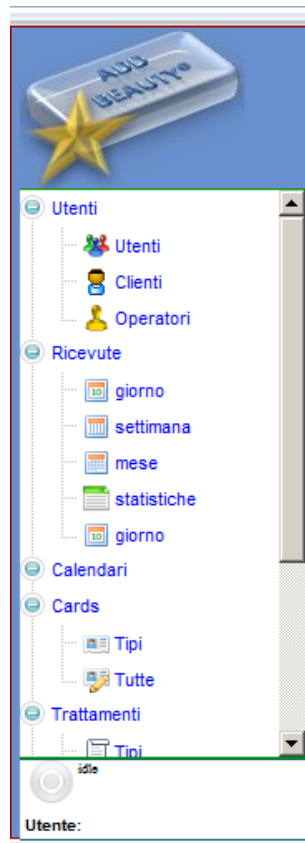 ADD
BEAUTY®
Utenti
Utenti
Clienti
Operatori
Ricevute
giorno
settimana
mese
statistiche
giorno
Calendari
Cards
Tipi
Tutte
Trattamenti
Tipi
idle
Utente: